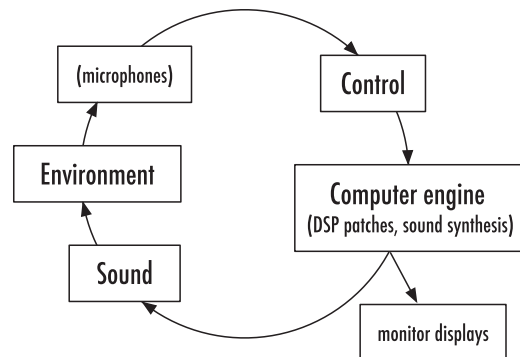 (microphones)
Control
Environment
Computer engine
(DSP patches, sound synthesis)
Sound
monitor displays